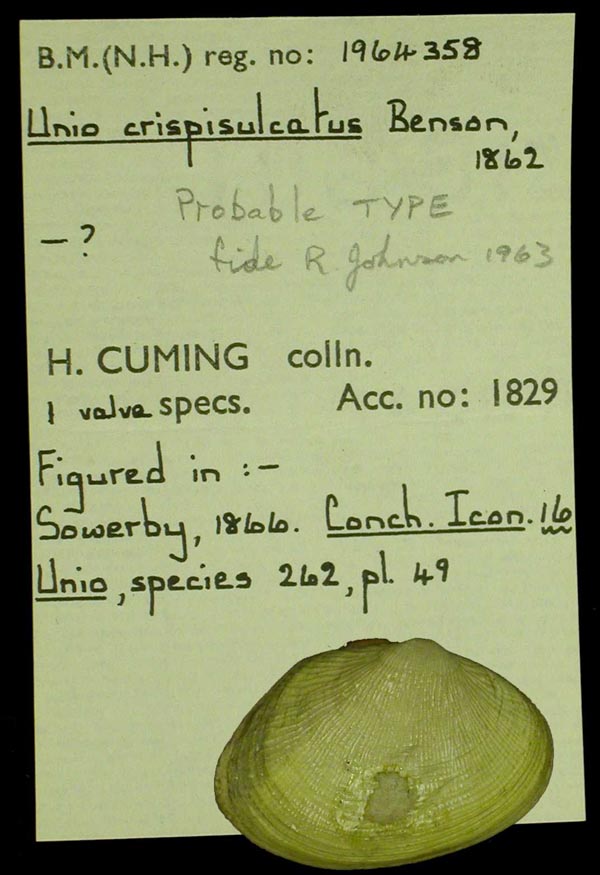 B.M.(N.H.) reg. no: 1964358
Unio crispisulcatus Benson,
1862
Probable TYPE
– ?
fide R. Johnson 1963
H. CUMING colln.
1 valve specs. Acc. no: 1829
Figured in :-
Sowerby, 1866. Conch. Icon. 16
Unio, species 262, pl. 49